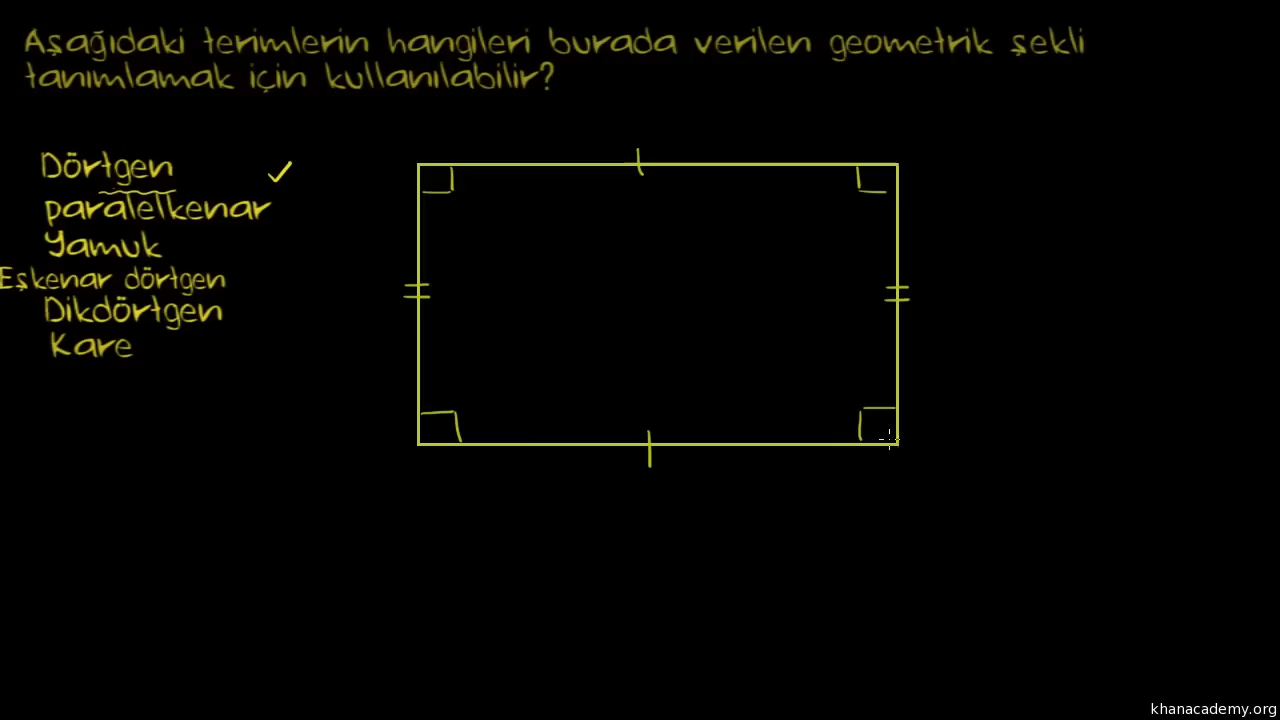 Aşağıdaki terimlerin hangileri burada verilen geometrik şekli
tanımlamak için kullanılabilir?
Dörtgen
paralelkenar
Yamuk
Eşkenar dörtgen
Dikdörtgen
Kare
khanacademy.org